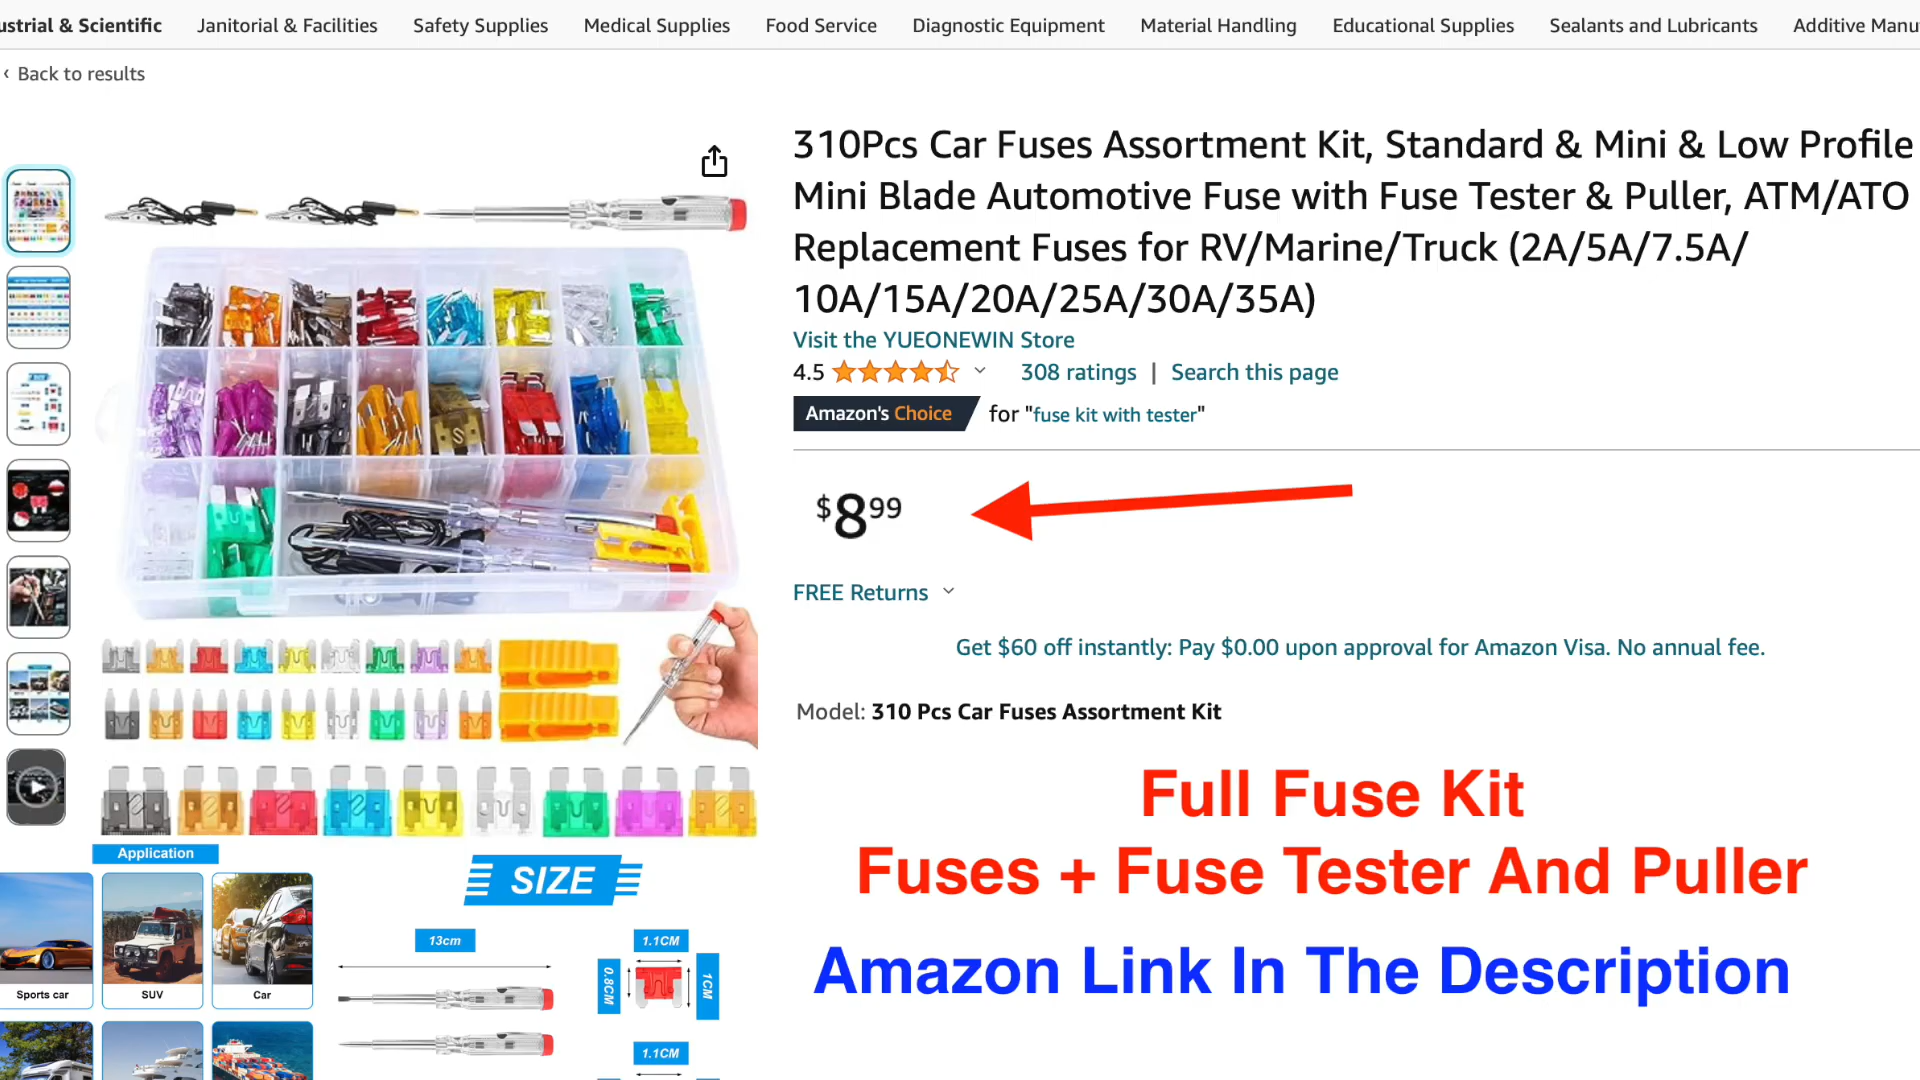 ustrial & Scientific Janitorial & Facilities Safety Supplies Medical Supplies Food Service Diagnostic Equipment Material Handling Educational Supplies Sealants and Lubricants Additive Manu
‹ Back to results
310Pcs Car Fuses Assortment Kit, Standard & Mini & Low Profile
Mini Blade Automotive Fuse with Fuse Tester & Puller, ATM/ATO
Replacement Fuses for RV/Marine/Truck (2A/5A/7.5A/
10A/15A/20A/25A/30A/35A)
Visit the YUEONEWIN Store
4.5 308 ratings | Search this page
Amazon's Choice for "fuse kit with tester"
$8.99
FREE Returns
Get $60 off instantly: Pay $0.00 upon approval for Amazon Visa. No annual fee.
Model: 310 Pcs Car Fuses Assortment Kit
Full Fuse Kit
Fuses + Fuse Tester And Puller
Amazon Link In The Description
Application
Sports car
SUV
Car
SIZE
13cm
1.1CM
0.8CM
1CM
1.1CM